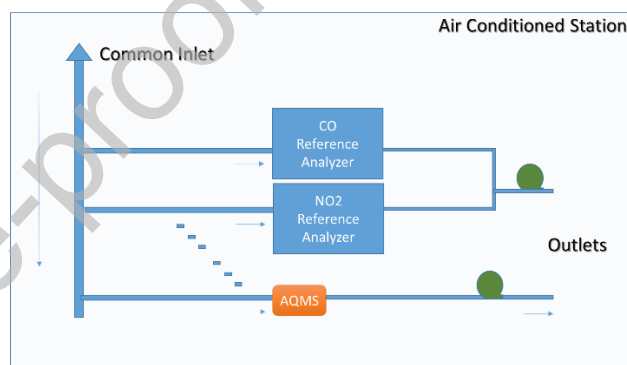 Air Conditioned Station
Common Inlet
CO
Reference
Analyzer
NO2
Reference
Analyzer
Outlets
AQMS